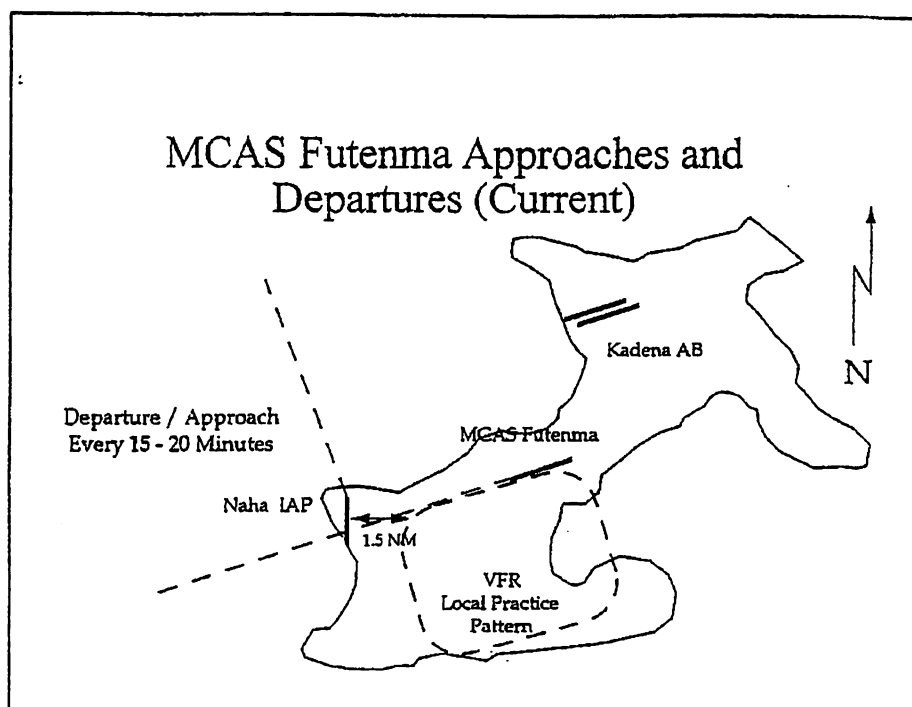 MCAS Futenma Approaches and
Departures (Current)
N
Kadena AB
N
Departure / Approach
Every 15 - 20 Minutes
MCAS Futenma
Naha IAP
1.5 NM
VFR
Local Practice
Pattern